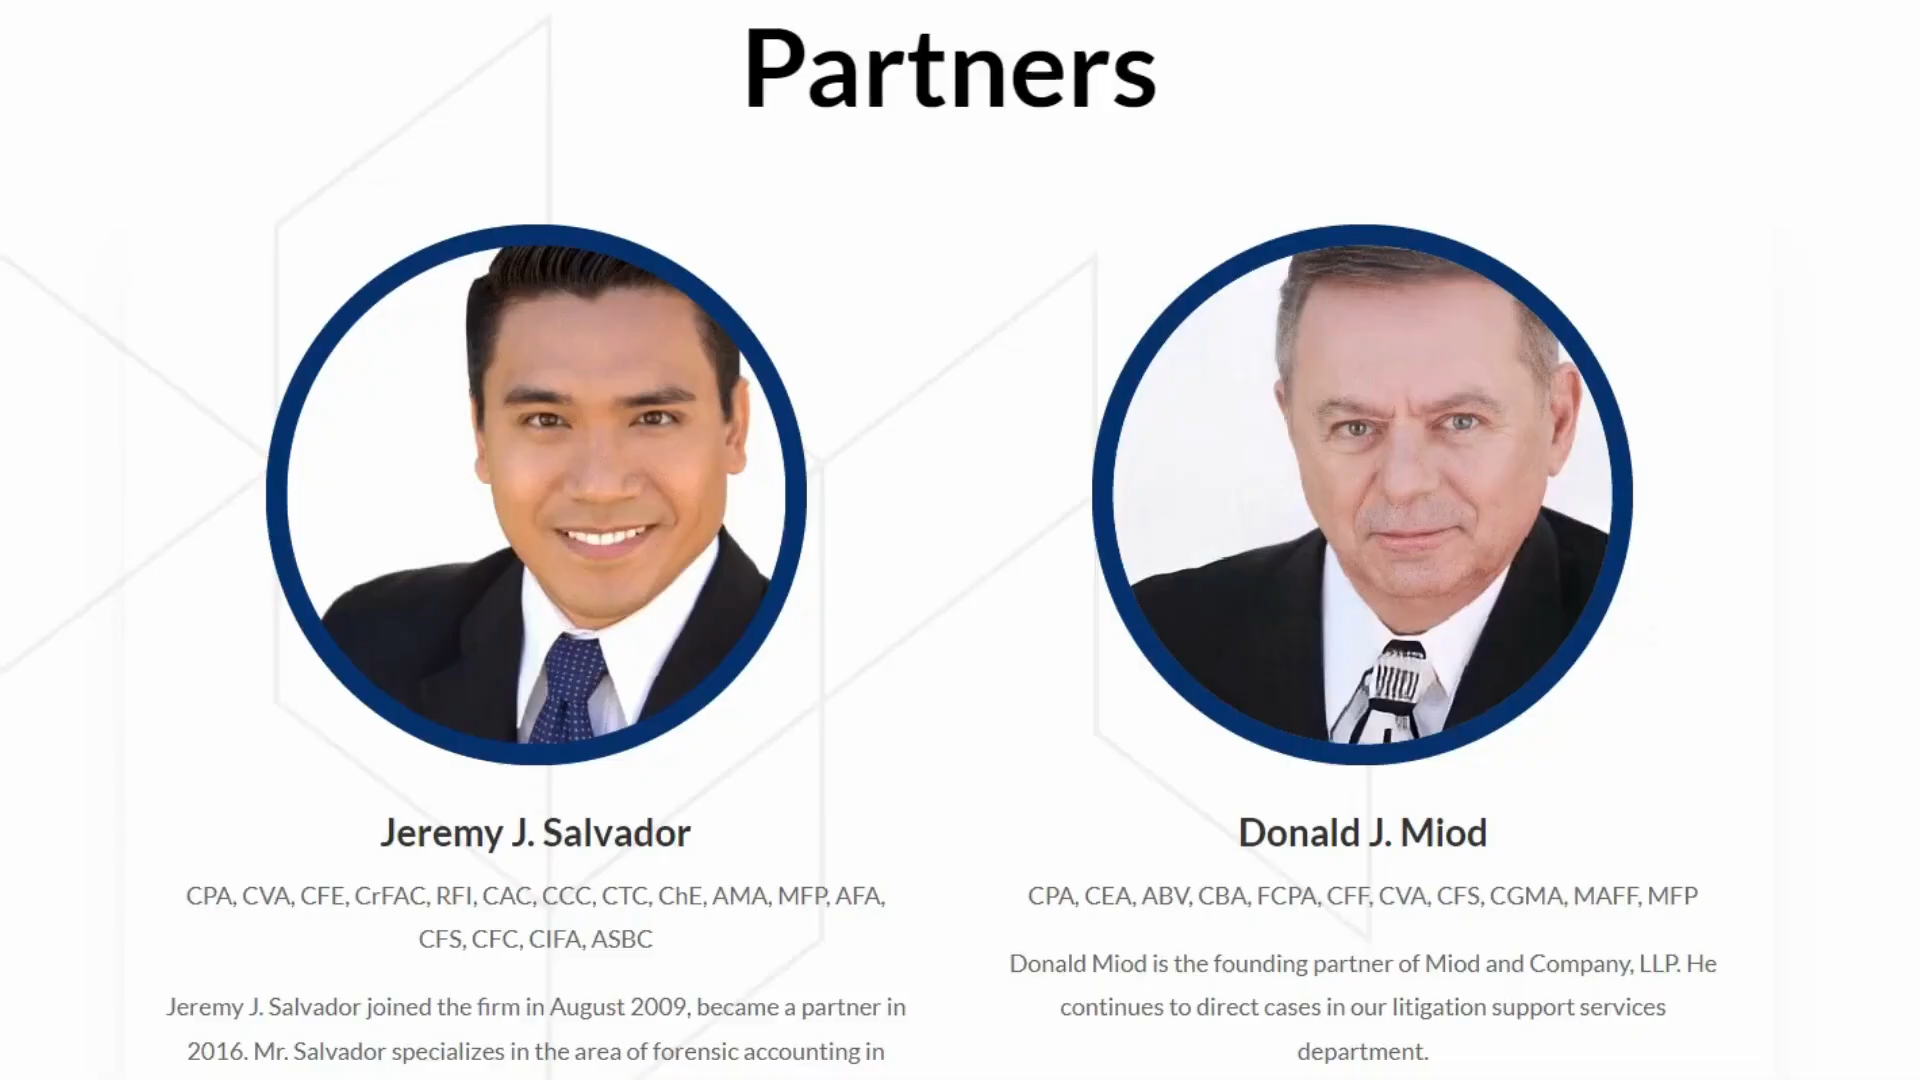 Partners
Jeremy J. Salvador
CPA, CVA, CFE, CrFAC, RFI, CAC, CCC, CTC, ChE, AMA, MFP, AFA,
CFS, CFC, CIFA, ASBC
Jeremy J. Salvador joined the firm in August 2009, became a partner in
2016. Mr. Salvador specializes in the area of forensic accounting in
Donald J. Miod
CPA, CEA, ABV, CBA, FCPA, CFF, CVA, CFS, CGMA, MAFF, MFP
Donald Miod is the founding partner of Miod and Company, LLP. He
continues to direct cases in our litigation support services
department.